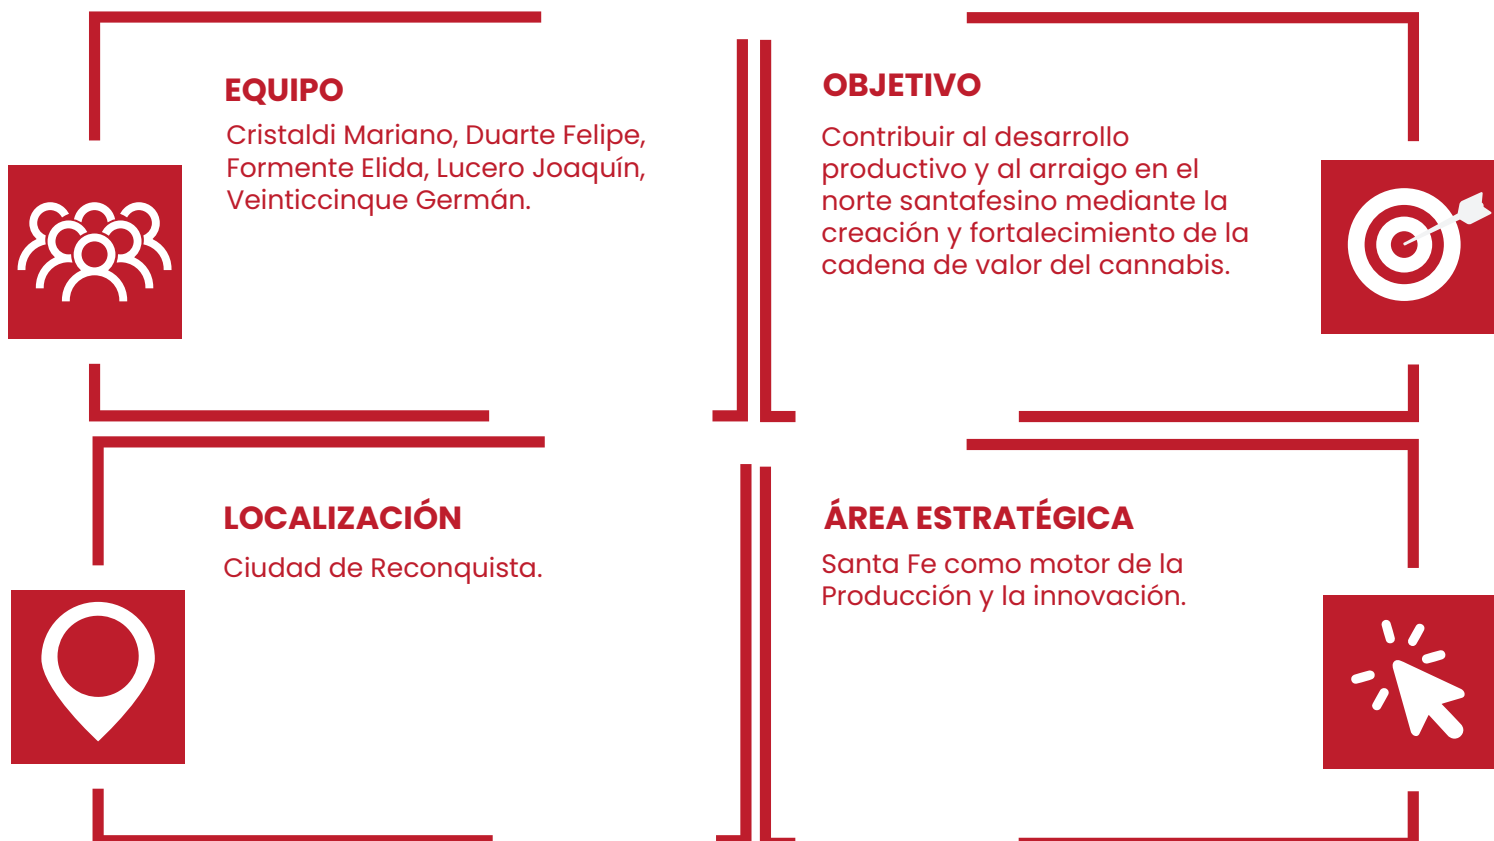 EQUIPO
Cristaldi Mariano, Duarte Felipe,
Formente Elida, Lucero Joaquín,
Veinticcinque Germán.
OBJETIVO
Contribuir al desarrollo
productivo y al arraigo en el
norte santafesino mediante la
creación y fortalecimiento de la
cadena de valor del cannabis.
LOCALIZACIÓN
Ciudad de Reconquista.
ÁREA ESTRATÉGICA
Santa Fe como motor de la
Producción y la innovación.